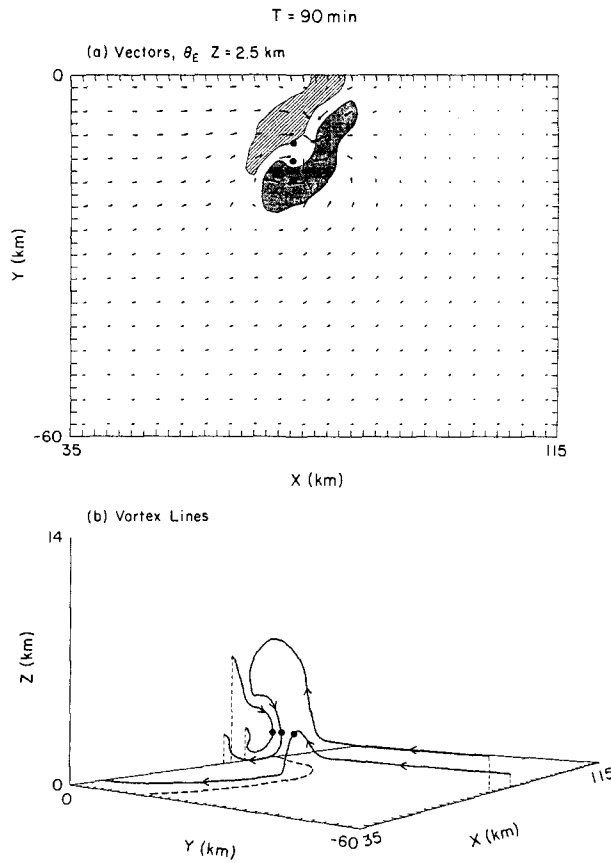 T = 90 min
(a) Vectors, θE Z = 2.5 km
0
Y (km)
-60
35
115
X (km)
(b) Vortex Lines
14
Z (km)
0
115
0
-60 35
Y (km)
X (km)